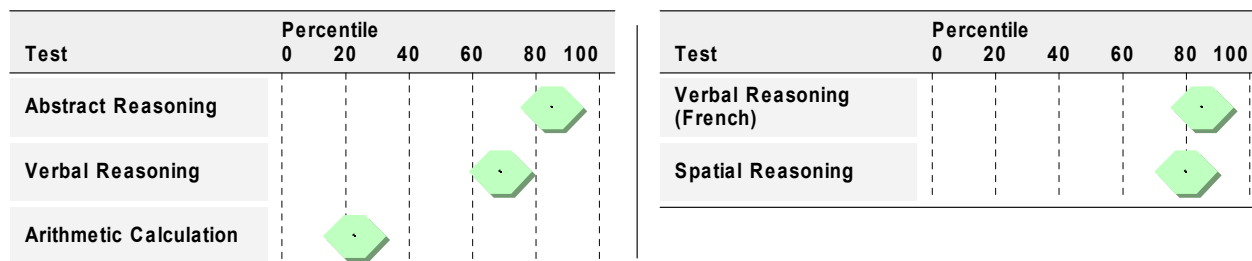 Percentile
Test 0 20 40 60 80 100
Abstract Reasoning
Verbal Reasoning
Arithmetic Calculation
Percentile
Test 0 20 40 60 80 100
Verbal Reasoning
(French)
Spatial Reasoning